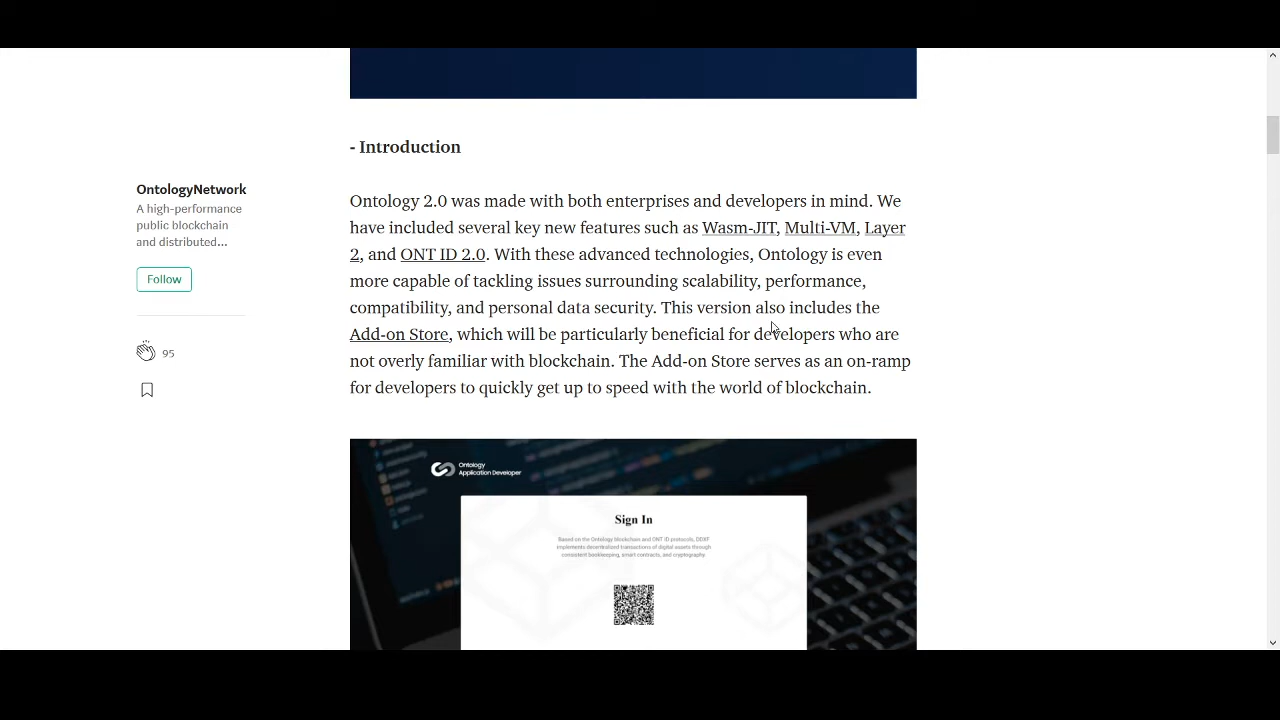 - Introduction
OntologyNetwork
A high-performance
public blockchain
and distributed...
Follow
95
Ontology 2.0 was made with both enterprises and developers in mind. We
have included several key new features such as Wasm-JIT, Multi-VM, Layer
2, and ONT ID 2.0. With these advanced technologies, Ontology is even
more capable of tackling issues surrounding scalability, performance,
compatibility, and personal data security. This version also includes the
Add-on Store, which will be particularly beneficial for developers who are
not overly familiar with blockchain. The Add-on Store serves as an on-ramp
for developers to quickly get up to speed with the world of blockchain.
Ontology
Application Developer
Sign In
Based on the Ontology blockchain and ONT ID protocols, DDXF
implements decentralized transactions of digital assets through
consistent bookkeeping, smart contracts, and cryptography.